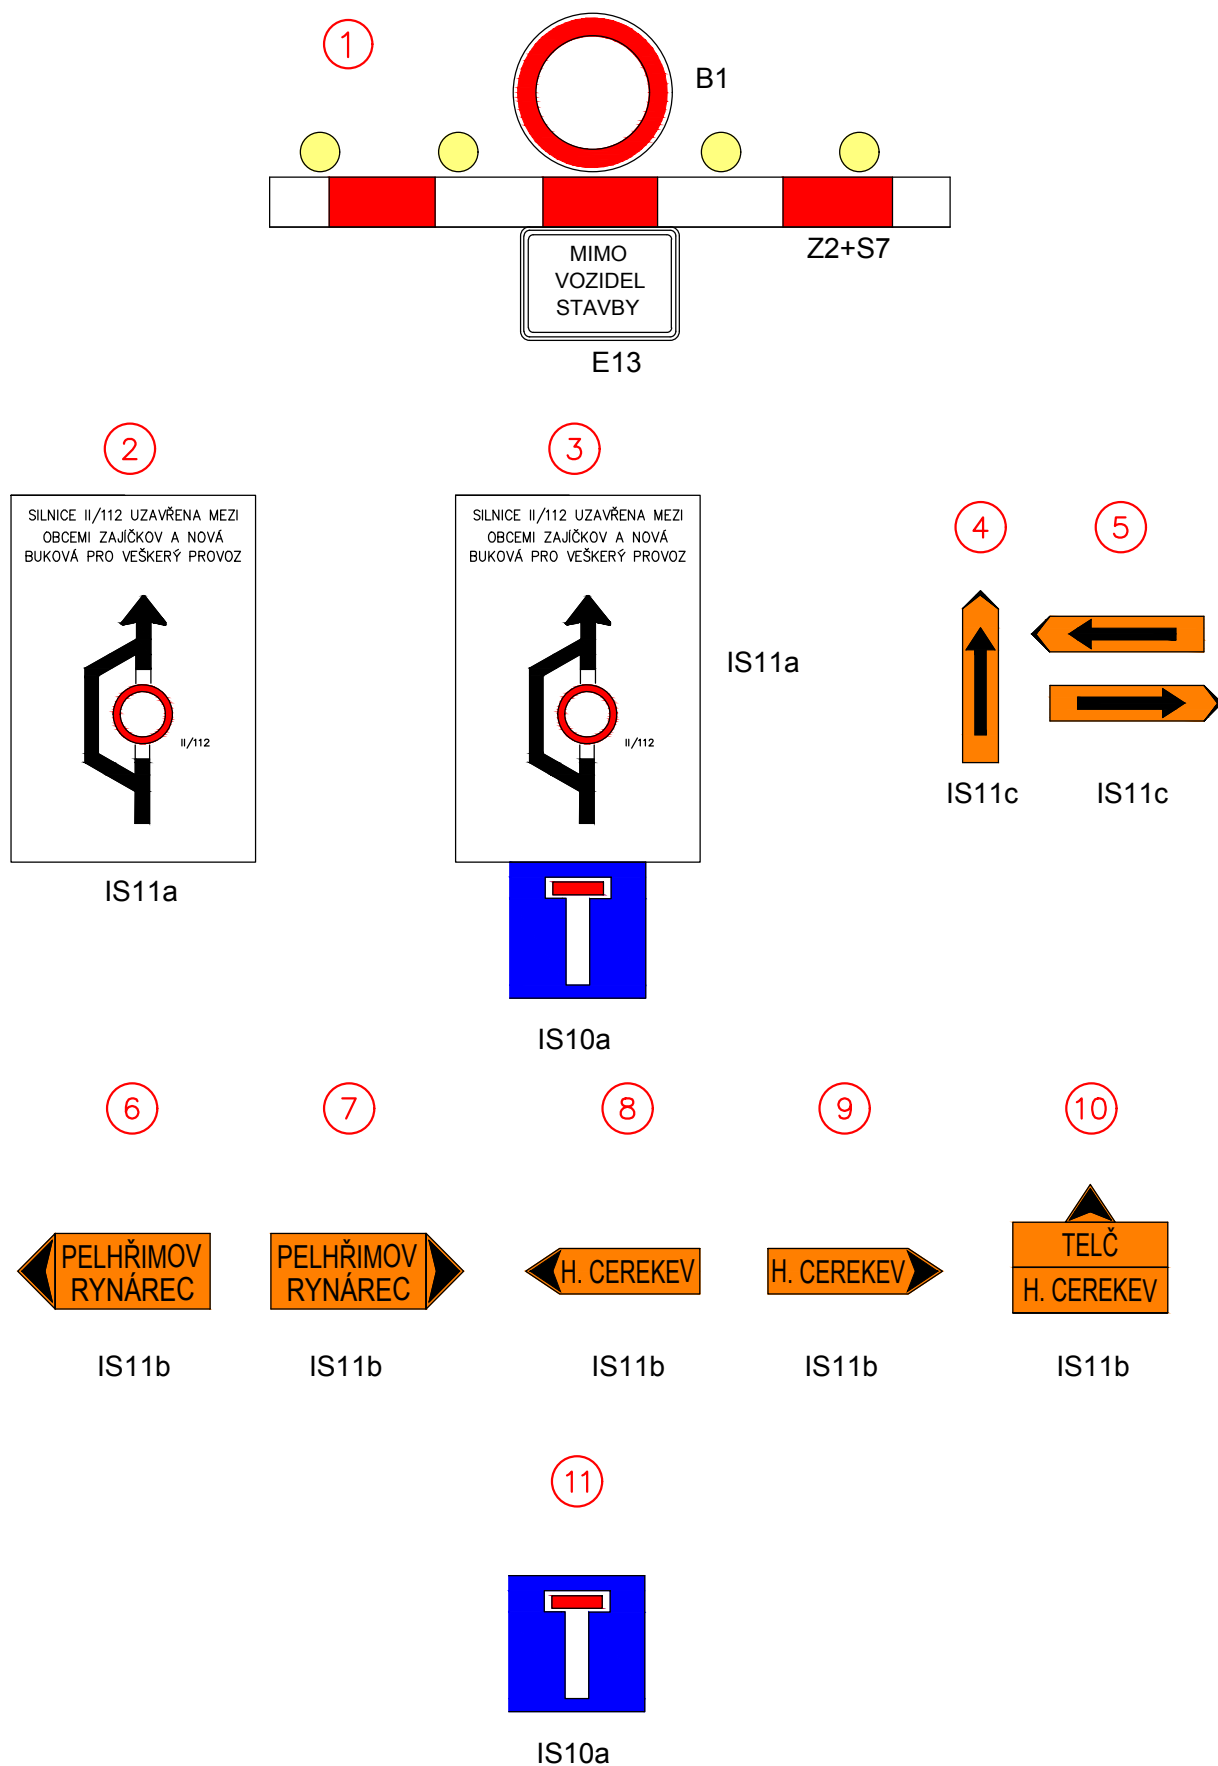 1
B1
Z2+S7
MIMO
VOZIDEL
STAVBY
E13
2
SILNICE II/112 UZAVŘENA MEZI
OBCEMI ZAJÍČKOV A NOVÁ
BUKOVÁ PRO VEŠKERÝ PROVOZ
II/112
IS11a
3
SILNICE II/112 UZAVŘENA MEZI
OBCEMI ZAJÍČKOV A NOVÁ
BUKOVÁ PRO VEŠKERÝ PROVOZ
II/112
IS11a
IS10a
4
IS11c
5
IS11c
6
PELHŘIMOV
RYNÁREC
IS11b
7
PELHŘIMOV
RYNÁREC
IS11b
8
H. CEREKEV
IS11b
9
H. CEREKEV
IS11b
10
TELČ
H. CEREKEV
IS11b
11
IS10a